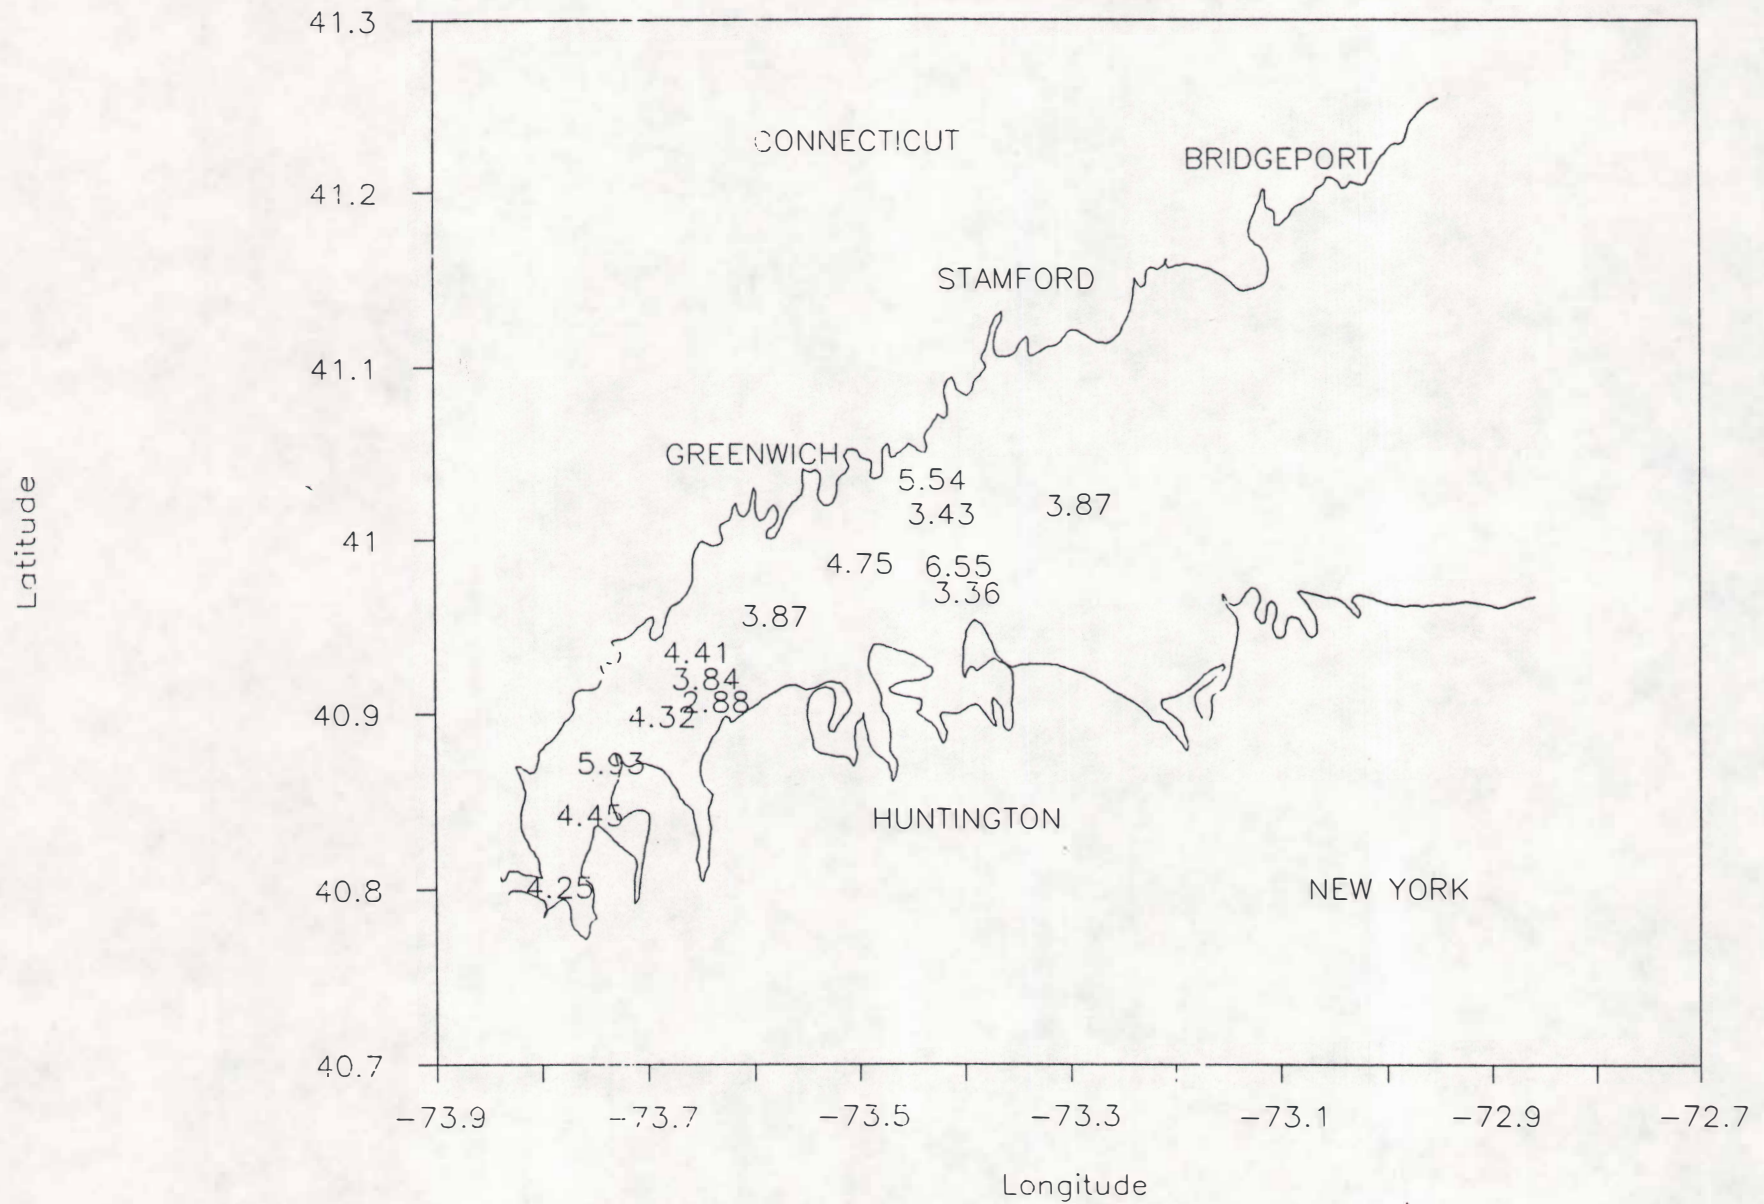 41.3
CONNECTICUT
BRIDGEPORT
41.2
STAMFORD
41.1
GREENWICH
5.54
3.87
3.43
41
4.75
6.55
3.36
3.87
4.41
3.84
2.88
40.9
4.32
5.93
4.45
HUNTINGTON
40.8
4.25
NEW YORK
40.7
-73.9 -73.7 -73.5 -73.3 -73.1 -72.9 -72.7
Longitude
Latitude